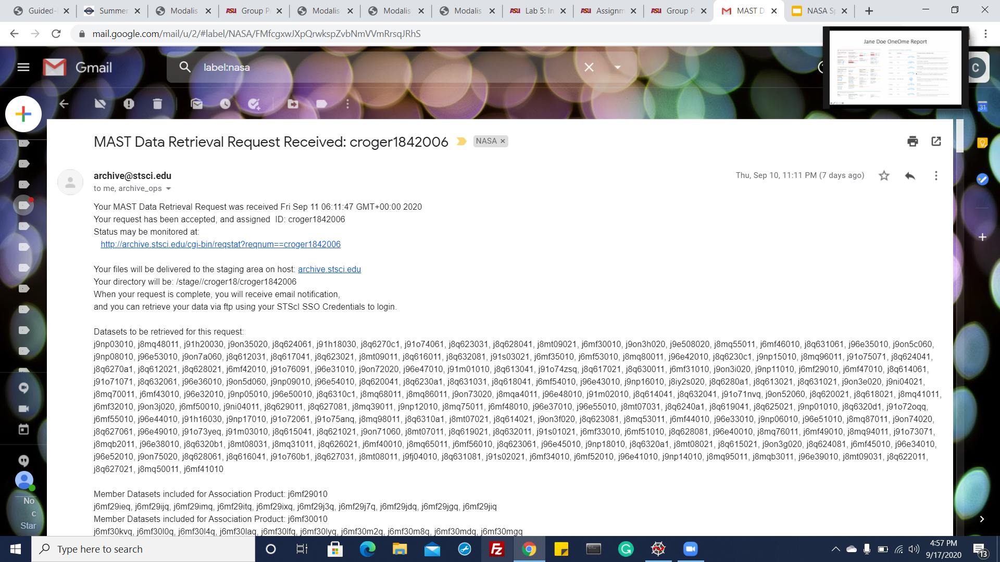 Guided-
Summer
Modalis
Group P
Modalis
Modalis
Modalis
Lab 5: In
Assignm
Group P
MAST D
NASA Sp
mail.google.com/mail/u/2/#label/NASA/FMfcgxwJXpQrwkspZvbNmVVmRrsqJRhS
Jane Doe OneOme Report
Gmail
label:nasa
C
31
MAST Data Retrieval Request Received: croger1842006
NASA
archive@stsci.edu
Thu, Sep 10, 11:11 PM (7 days ago)
to me, archive_ops
Your MAST Data Retrieval Request was received Fri Sep 11 06:11:47 GMT+00:00 2020
Your request has been accepted, and assigned  ID: croger1842006
Status may be monitored at:
http://archive.stsci.edu/cgi-bin/reqstat?reqnum==croger1842006
Your files will be delivered to the staging area on host: archive.stsci.edu
Your directory will be: /stage//croger18/croger1842006
When your request is complete, you will receive email notification,
and you can retrieve your data via ftp using your STScI SSO Credentials to login.
Datasets to be retrieved for this request:
j9np03010, j8mq48011, j91h20030, j9on35020, j8q624061, j91h18030, j8q6270c1, j91o74061, j8q623031, j8q628041, j8mt09021, j6mf30010, j9on3h020, j9e508020, j8mq55011, j6mf46010, j8q631061, j96e35010, j9on5c060,
j9np08010, j96e53010, j9on7a060, j8q612031, j8q617041, j8q623021, j8mt09011, j8q616011, j8q632081, j91s03021, j6mf35010, j6mf53010, j8mq80011, j96e42010, j8q6230c1, j9np15010, j8mq96011, j91o75071, j8q624041,
j8q6270a1, j8q612021, j8q628021, j6mf42010, j91o76091, j96e31010, j9on72020, j96e47010, j91m01010, j8q613041, j91o74zsq, j8q617021, j8q630011, j6mf31010, j9on3i020, j9np11010, j6mf29010, j6mf47010, j8q614061,
j91o71071, j8q632061, j96e36010, j9on5d060, j9np09010, j96e54010, j8q620041, j8q6230a1, j8q631031, j8q618041, j6mf54010, j96e43010, j9np16010, j8iy2s020, j8q6280a1, j8q613021, j8q631021, j9on3e020, j9ni04021,
j8mq70011, j6mf43010, j96e32010, j9np05010, j96e50010, j8q6310c1, j8mq68011, j8mq86011, j9on73020, j8mqa4011, j96e48010, j91m02010, j8q614041, j8q632041, j91o71nvq, j9on52060, j8q620021, j8q618021, j8mq41011,
j6mf32010, j9on3j020, j6mf50010, j9ni04011, j8q629011, j8q627081, j8mq39011, j9np12010, j8mq75011, j6mf48010, j96e37010, j96e55010, j8mt07031, j8q6240a1, j8q619041, j8q625021, j9np01010, j8q6320d1, j91o72oqq,
j6mf55010, j96e44010, j91h16030, j9np17010, j91o72061, j91o75anq, j8mq98011, j8q6310a1, j8mt07021, j8q614021, j9on3f020, j8q623081, j8mq53011, j6mf44010, j96e33010, j9np06010, j96e51010, j8mq87011, j9on74020,
j8q627061, j96e49010, j91o73yeq, j91m03010, j8q615041, j8q621021, j9on71060, j8mt07011, j8q619021, j8q632011, j91s01021, j6mf33010, j6mf51010, j8q628081, j96e40010, j8mq76011, j6mf49010, j8mq94011, j91o73071,
j8mqb2011, j96e38010, j8q6320b1, j8mt08031, j8mq31011, j8q626021, j6mf40010, j8mq65011, j6mf56010, j8q623061, j96e45010, j9np18010, j8q6320a1, j8mt08021, j8q615021, j9on3g020, j8q624081, j6mf45010, j96e34010,
j96e52010, j9on75020, j8q628061, j8q616041, j91o760b1, j8q627031, j8mt08011, j9fj04010, j8q631081, j91s02021, j6mf34010, j6mf52010, j96e41010, j9np14010, j8mq95011, j8mqb3011, j96e39010, j8mt09031, j8q622011,
j8q627021, j8mq50011, j6mf41010
Member Datasets included for Association Product: j6mf29010
j6mf29ieq, j6mf29ijq, j6mf29imq, j6mf29itq, j6mf29ixq, j6mf29j3q, j6mf29j7q, j6mf29jdq, j6mf29jgq, j6mf29jiq
Member Datasets included for Association Product: j6mf30010
j6mf30kvq, j6mf30l0q, j6mf30l4q, j6mf30laq, j6mf30lfq, j6mf30lyq, j6mf30m2q, j6mf30m8q, j6mf30mdq, j6mf30mgq
No
c
Star
Type here to search
4:57 PM
9/17/2020
13